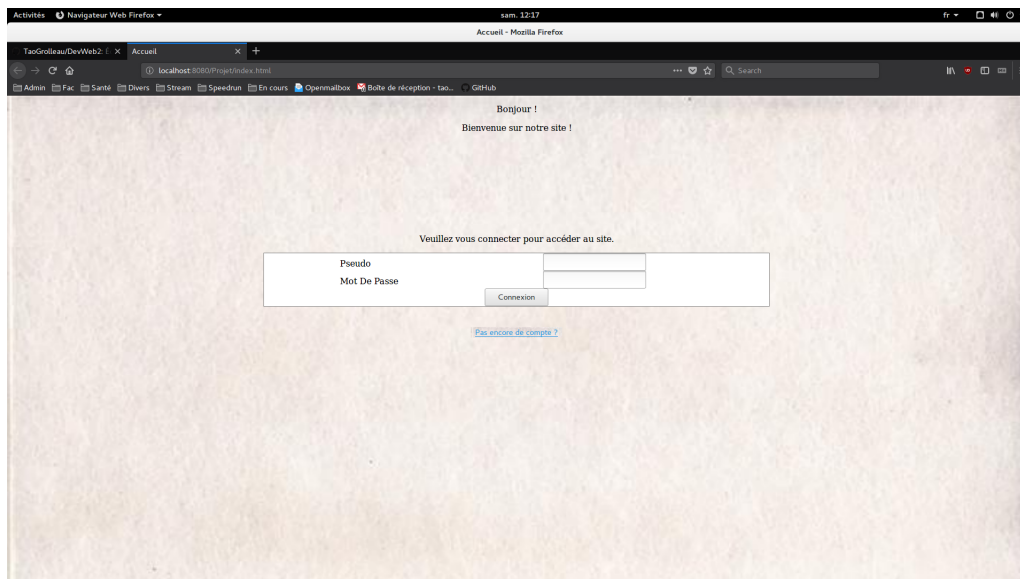 Activités Navigateur Web Firefox sam. 12:17 fr
Accueil - Mozilla Firefox
TaoGrolleau/DevWeb2: Accueil
localhost:8080/Projet/index.html Search
Admin Fac Santé Divers Stream Speedrun En cours Openmailbox Boîte de réception - tao... GitHub
Bonjour !
Bienvenue sur notre site !
Veuillez vous connecter pour accéder au site.
Pseudo
Mot De Passe
Connexion
Pas encore de compte ?